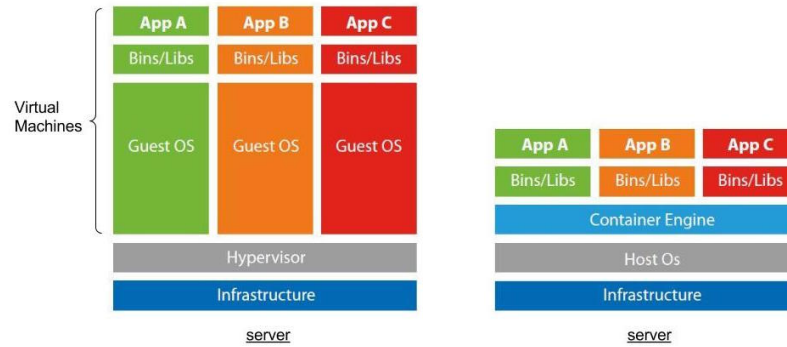 App A App B App C
Bins/Libs Bins/Libs Bins/Libs
Virtual
Machines
Guest OS Guest OS Guest OS
Hypervisor
Infrastructure
server
App A App B App C
Bins/Libs Bins/Libs Bins/Libs
Container Engine
Host Os
Infrastructure
server